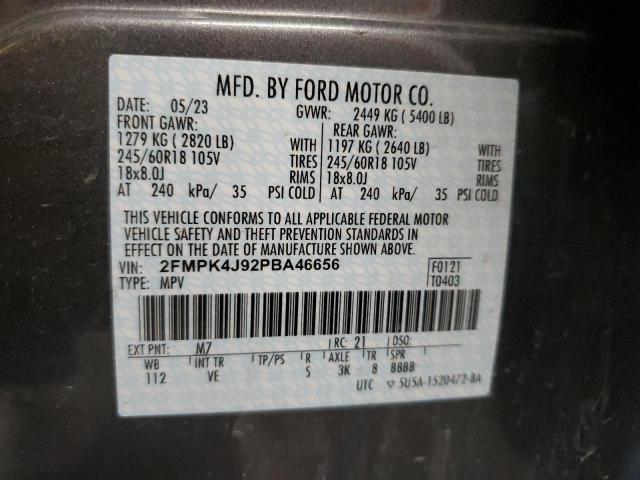 MFD. BY FORD MOTOR CO.
DATE: 05/23 GVWR: 2449 KG ( 5400 LB)
FRONT GAWR: REAR GAWR:
1279 KG ( 2820 LB) WITH 1197 KG ( 2640 LB) WITH
245/60R18 105V TIRES 245/60R18 105V TIRES
18x8.0J RIMS 18x8.0J RIMS
AT 240 kPa/ 35 PSI COLD AT 240 kPa/ 35 PSI COLD
THIS VEHICLE CONFORMS TO ALL APPLICABLE FEDERAL MOTOR
VEHICLE SAFETY AND THEFT PREVENTION STANDARDS IN
EFFECT ON THE DATE OF MANUFACTURE SHOWN ABOVE.
VIN: 2FMPK4J92PBA46656 F0121
TYPE: MPV T0403
EXT PNT: M7 RC: 21 DSO:
WB INT TR TP/PS R AXLE TR SPR
112 VE S 3K 8 BBBB
UTC ▽ 5U5A-1520472-BA